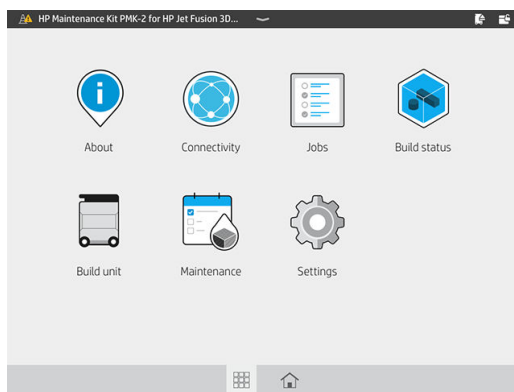 HP Maintenance Kit PMK-2 for HP Jet Fusion 3D...
About
Connectivity
Jobs
Build status
Build unit
Maintenance
Settings